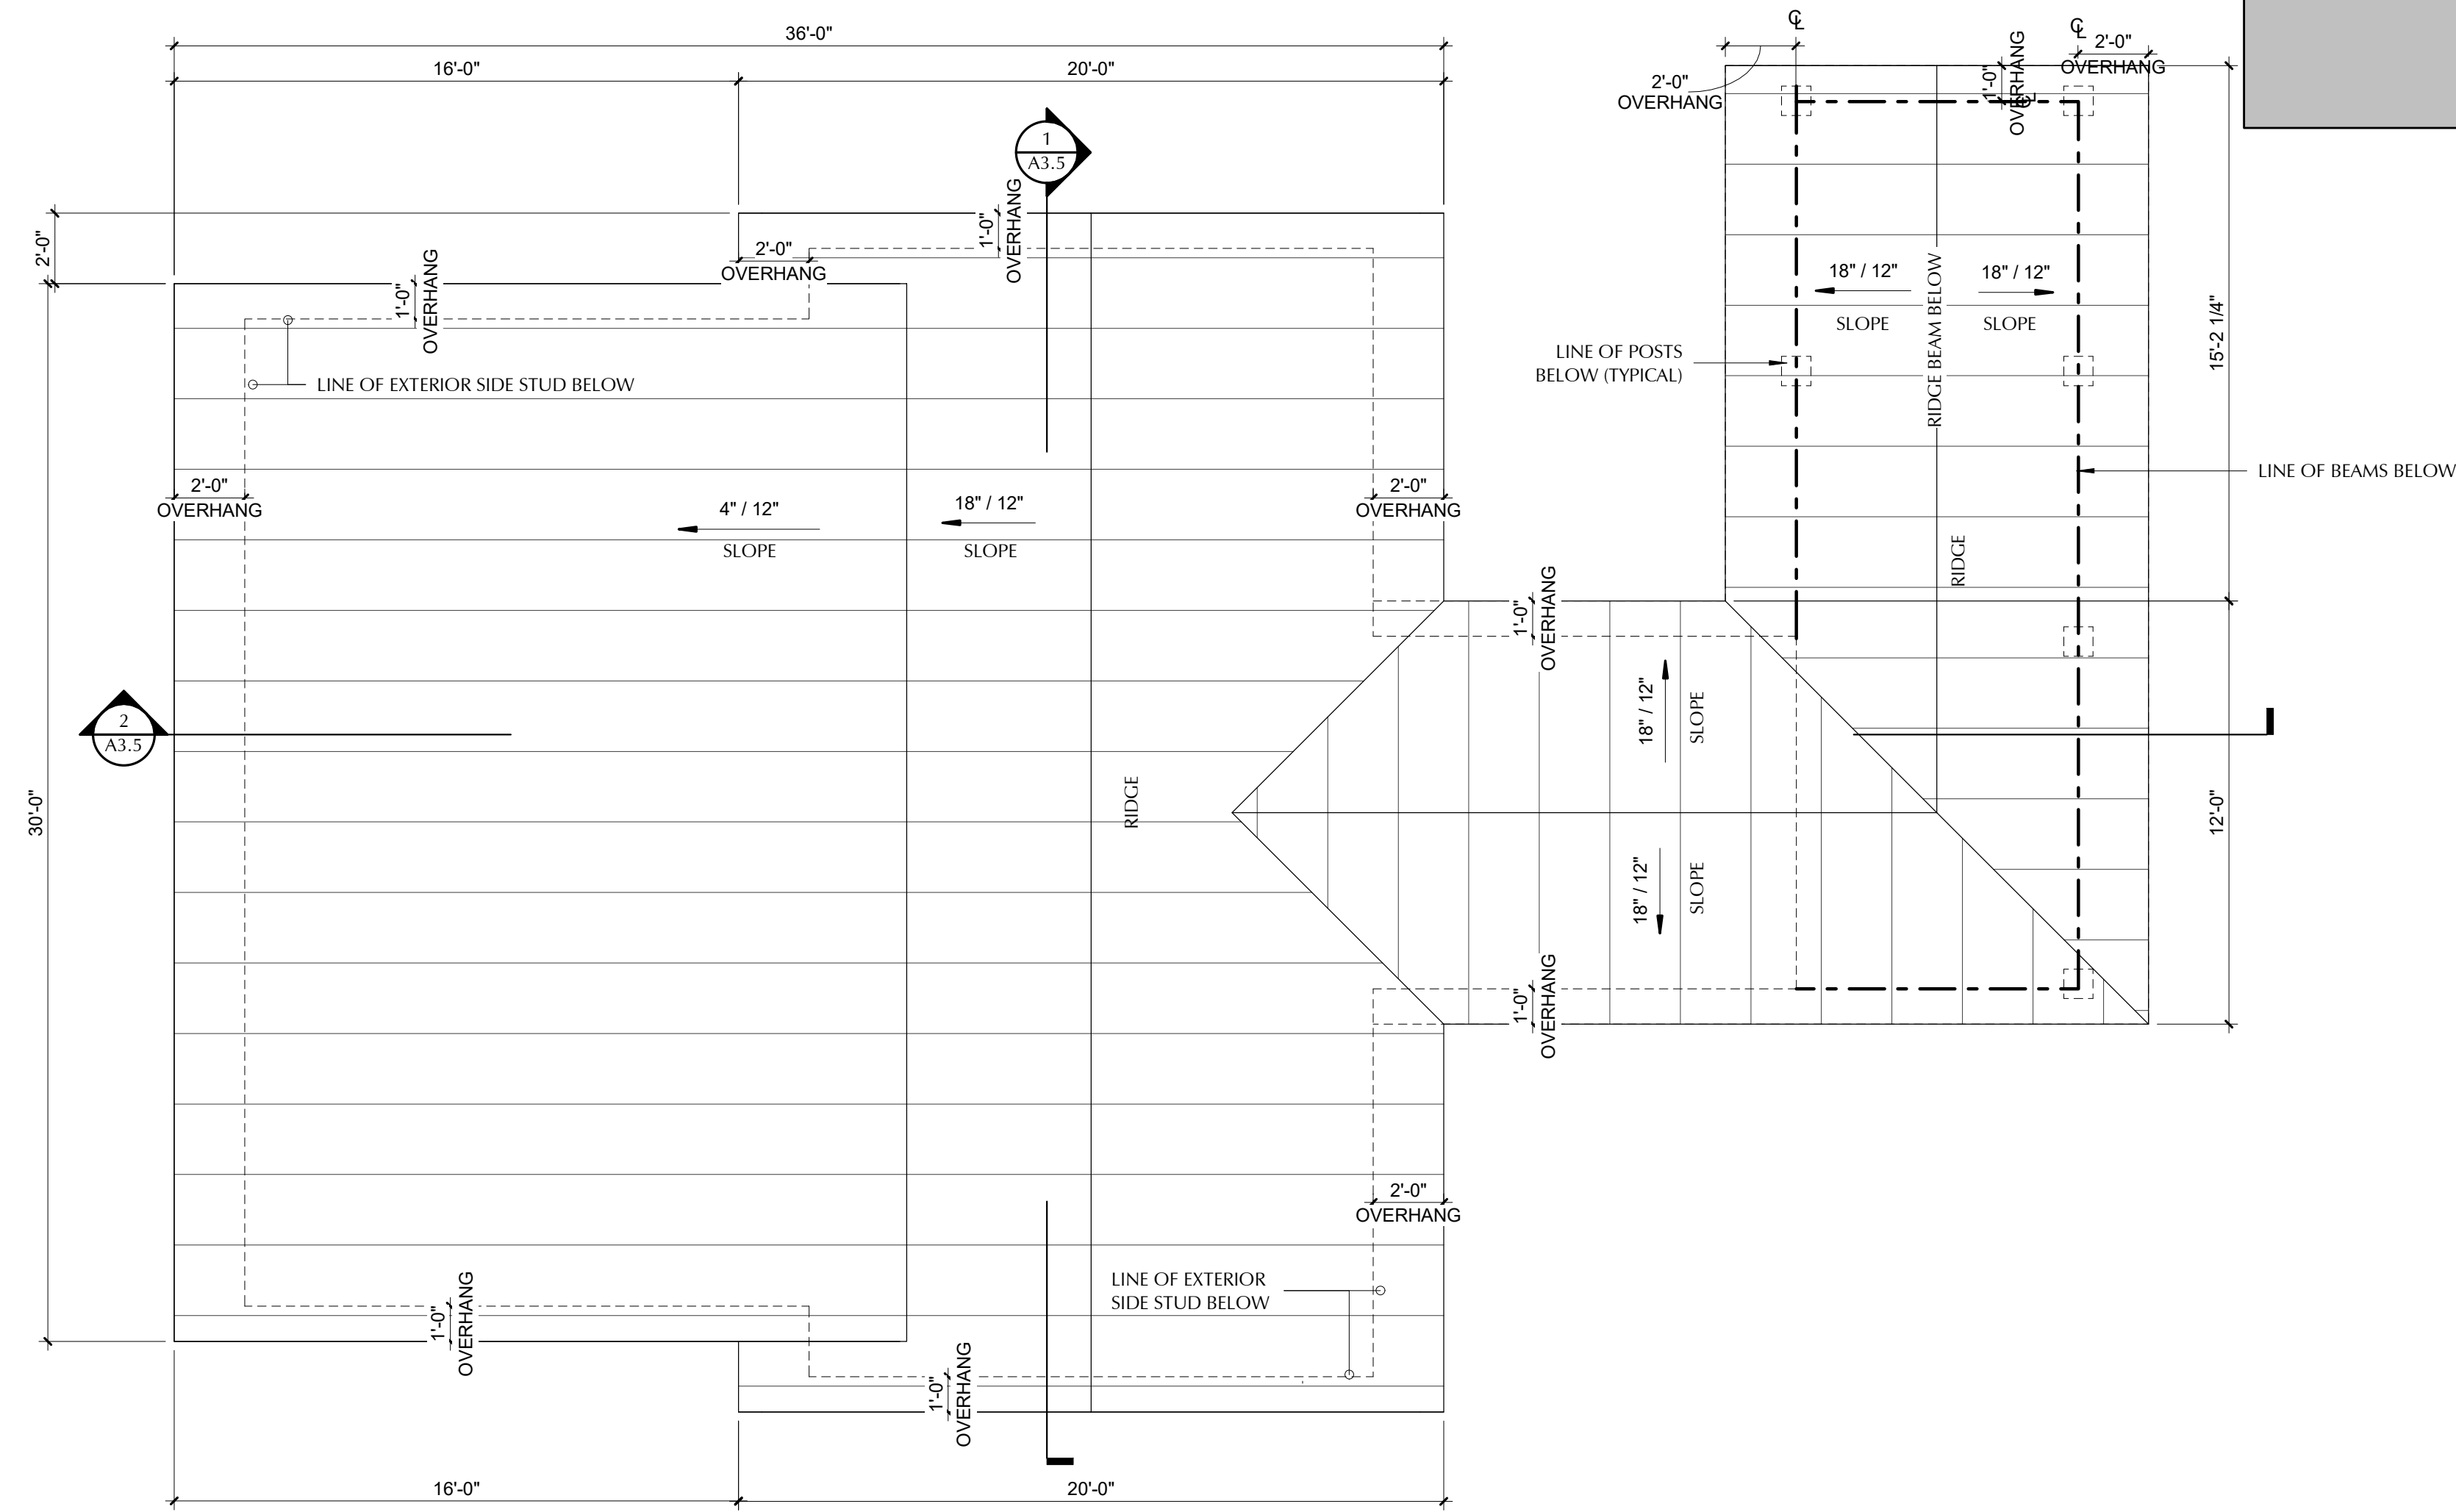 36'-0"
16'-0"
20'-0"
℄
℄
2'-0"
OVERHANG
2'-0"
OVERHANG
1'-0"
OVERHANG
℄
1
A3.5
2'-0"
1'-0"
OVERHANG
2'-0"
OVERHANG
1'-0"
OVERHANG
18" / 12"
SLOPE
18" / 12"
SLOPE
RIDGE BEAM BELOW
15'-2 1/4"
LINE OF POSTS
BELOW (TYPICAL)
LINE OF EXTERIOR SIDE STUD BELOW
LINE OF BEAMS BELOW
2'-0"
OVERHANG
4" / 12"
SLOPE
18" / 12"
SLOPE
2'-0"
OVERHANG
RIDGE
1'-0"
OVERHANG
2
A3.5
18" / 12"
SLOPE
30'-0"
RIDGE
12'-0"
18" / 12"
SLOPE
1'-0"
OVERHANG
2'-0"
OVERHANG
LINE OF EXTERIOR
SIDE STUD BELOW
1'-0"
OVERHANG
1'-0"
OVERHANG
16'-0"
20'-0"